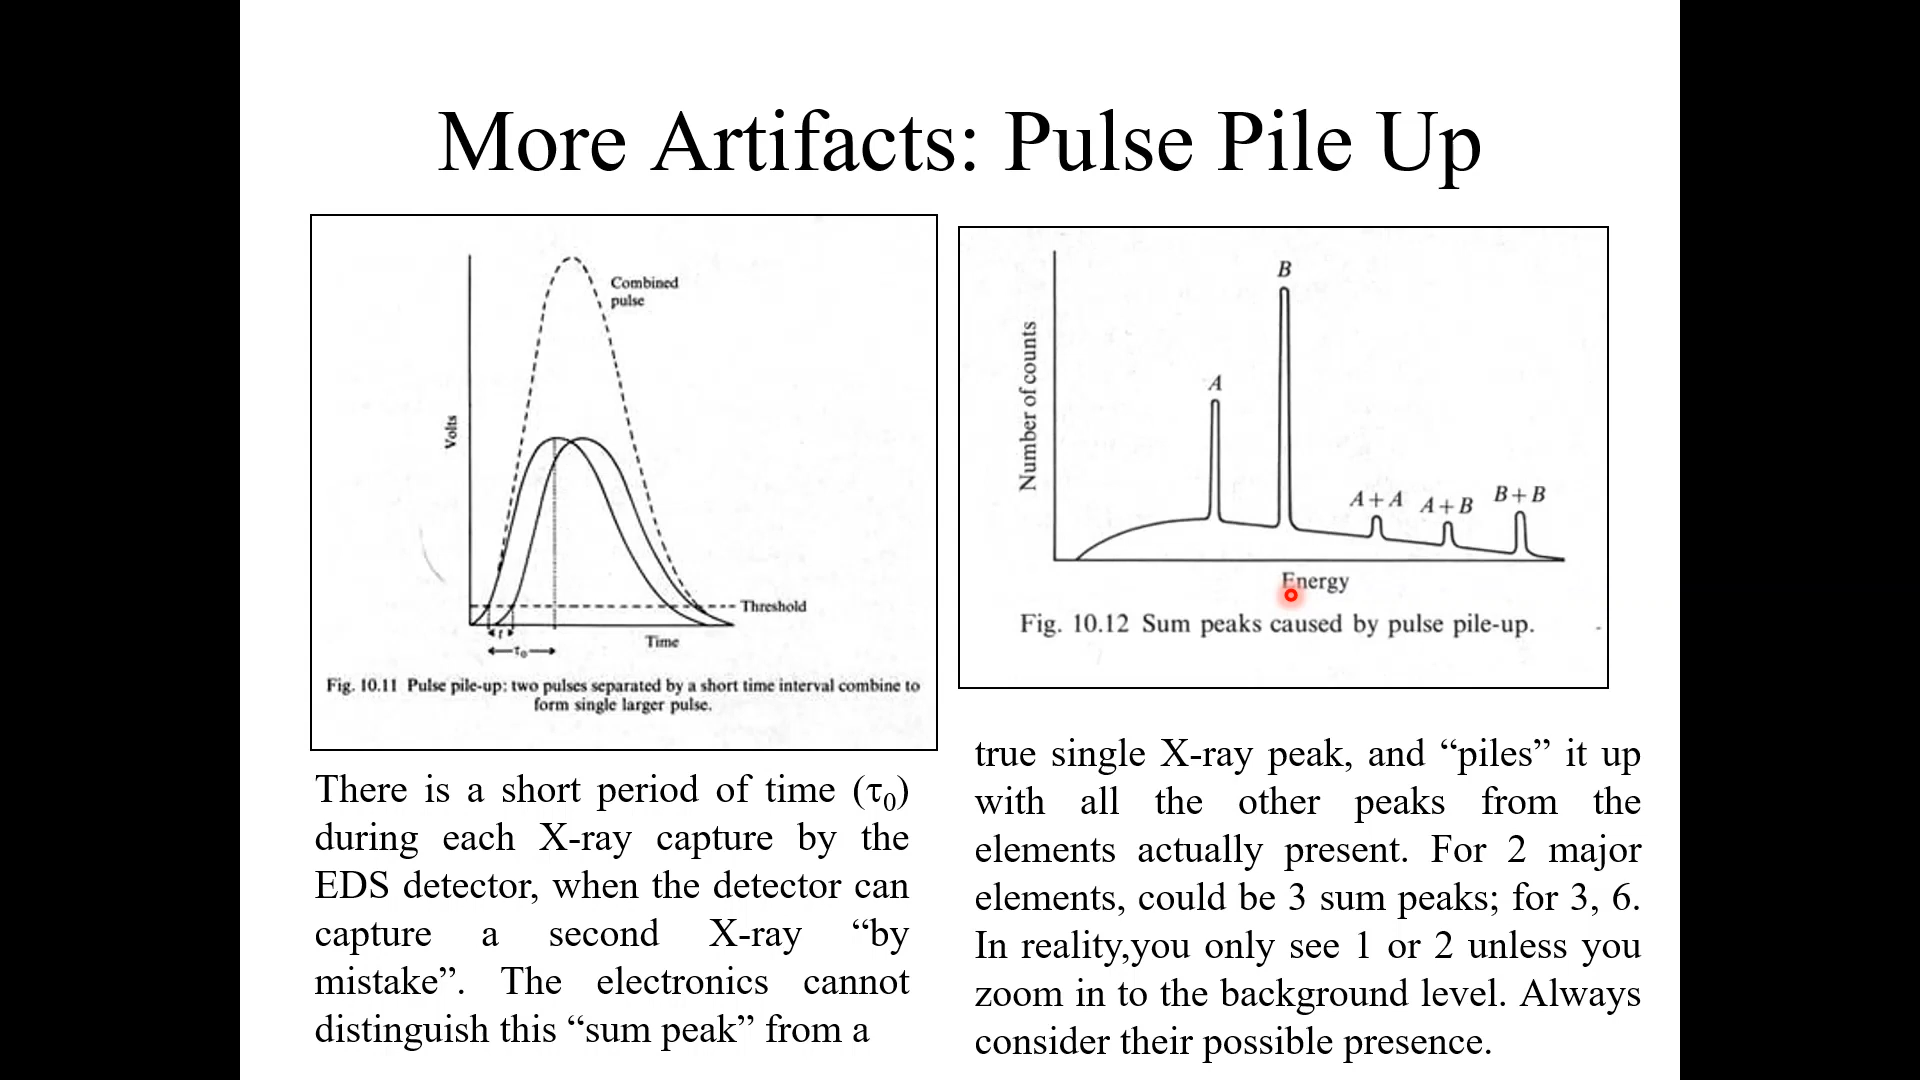 More Artifacts: Pulse Pile Up
Combined
pulse
Volts
Threshold
t
τ₀
Time
Fig. 10.11 Pulse pile-up: two pulses separated by a short time interval combine to
form single larger pulse.
There is a short period of time (τ₀)
during each X-ray capture by the
EDS detector, when the detector can
capture a second X-ray “by
mistake”. The electronics cannot
distinguish this “sum peak” from a
B
A
A+A
A+B
B+B
Number of counts
Energy
Fig. 10.12 Sum peaks caused by pulse pile-up.
true single X-ray peak, and “piles” it up
with all the other peaks from the
elements actually present. For 2 major
elements, could be 3 sum peaks; for 3, 6.
In reality,you only see 1 or 2 unless you
zoom in to the background level. Always
consider their possible presence.